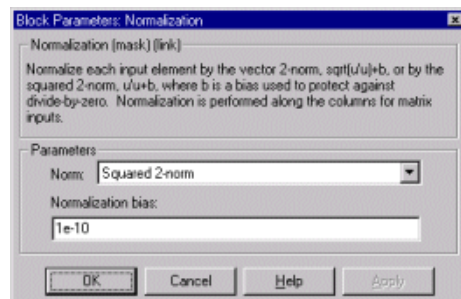 Block Parameters: Normalization
Normalization (mask) (link)
Normalize each input element by the vector 2-norm, sqrt(u'u)+b, or by the
squared 2-norm, u'u+b, where b is a bias used to protect against
divide-by-zero. Normalization is performed along the columns for matrix
inputs.
Parameters
Norm: Squared 2-norm
Normalization bias:
1e-10
OK Cancel Help Apply